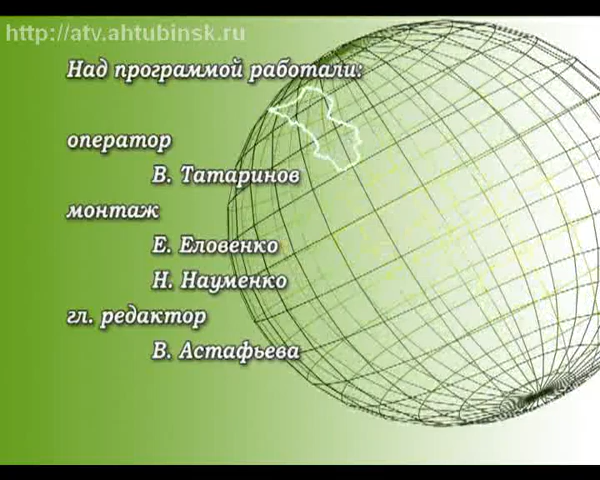 http://atv.ahtubinsk.ru
Над программой работали:
оператор
В. Татаринов
монтаж
Е. Еловенко
Н. Науменко
гл. редактор
В. Астафьева